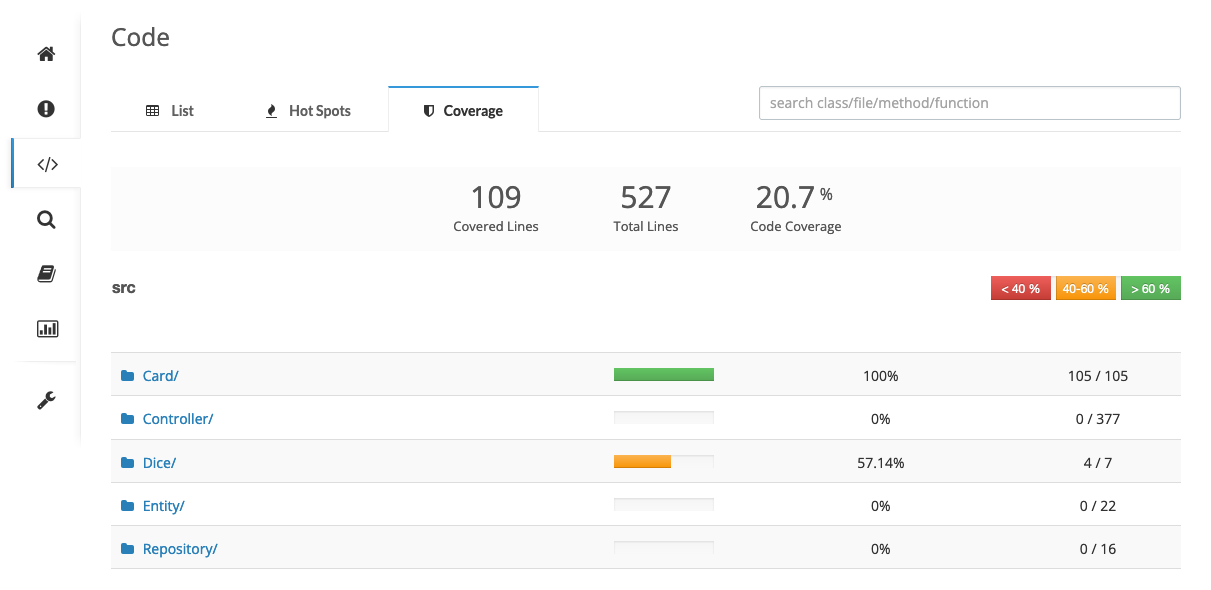 Code
List Hot Spots Coverage search class/file/method/function
109 527 20.7 %
Covered Lines Total Lines Code Coverage
src < 40 % 40-60 % > 60 %
Card/ 100% 105 / 105
Controller/ 0% 0 / 377
Dice/ 57.14% 4 / 7
Entity/ 0% 0 / 22
Repository/ 0% 0 / 16